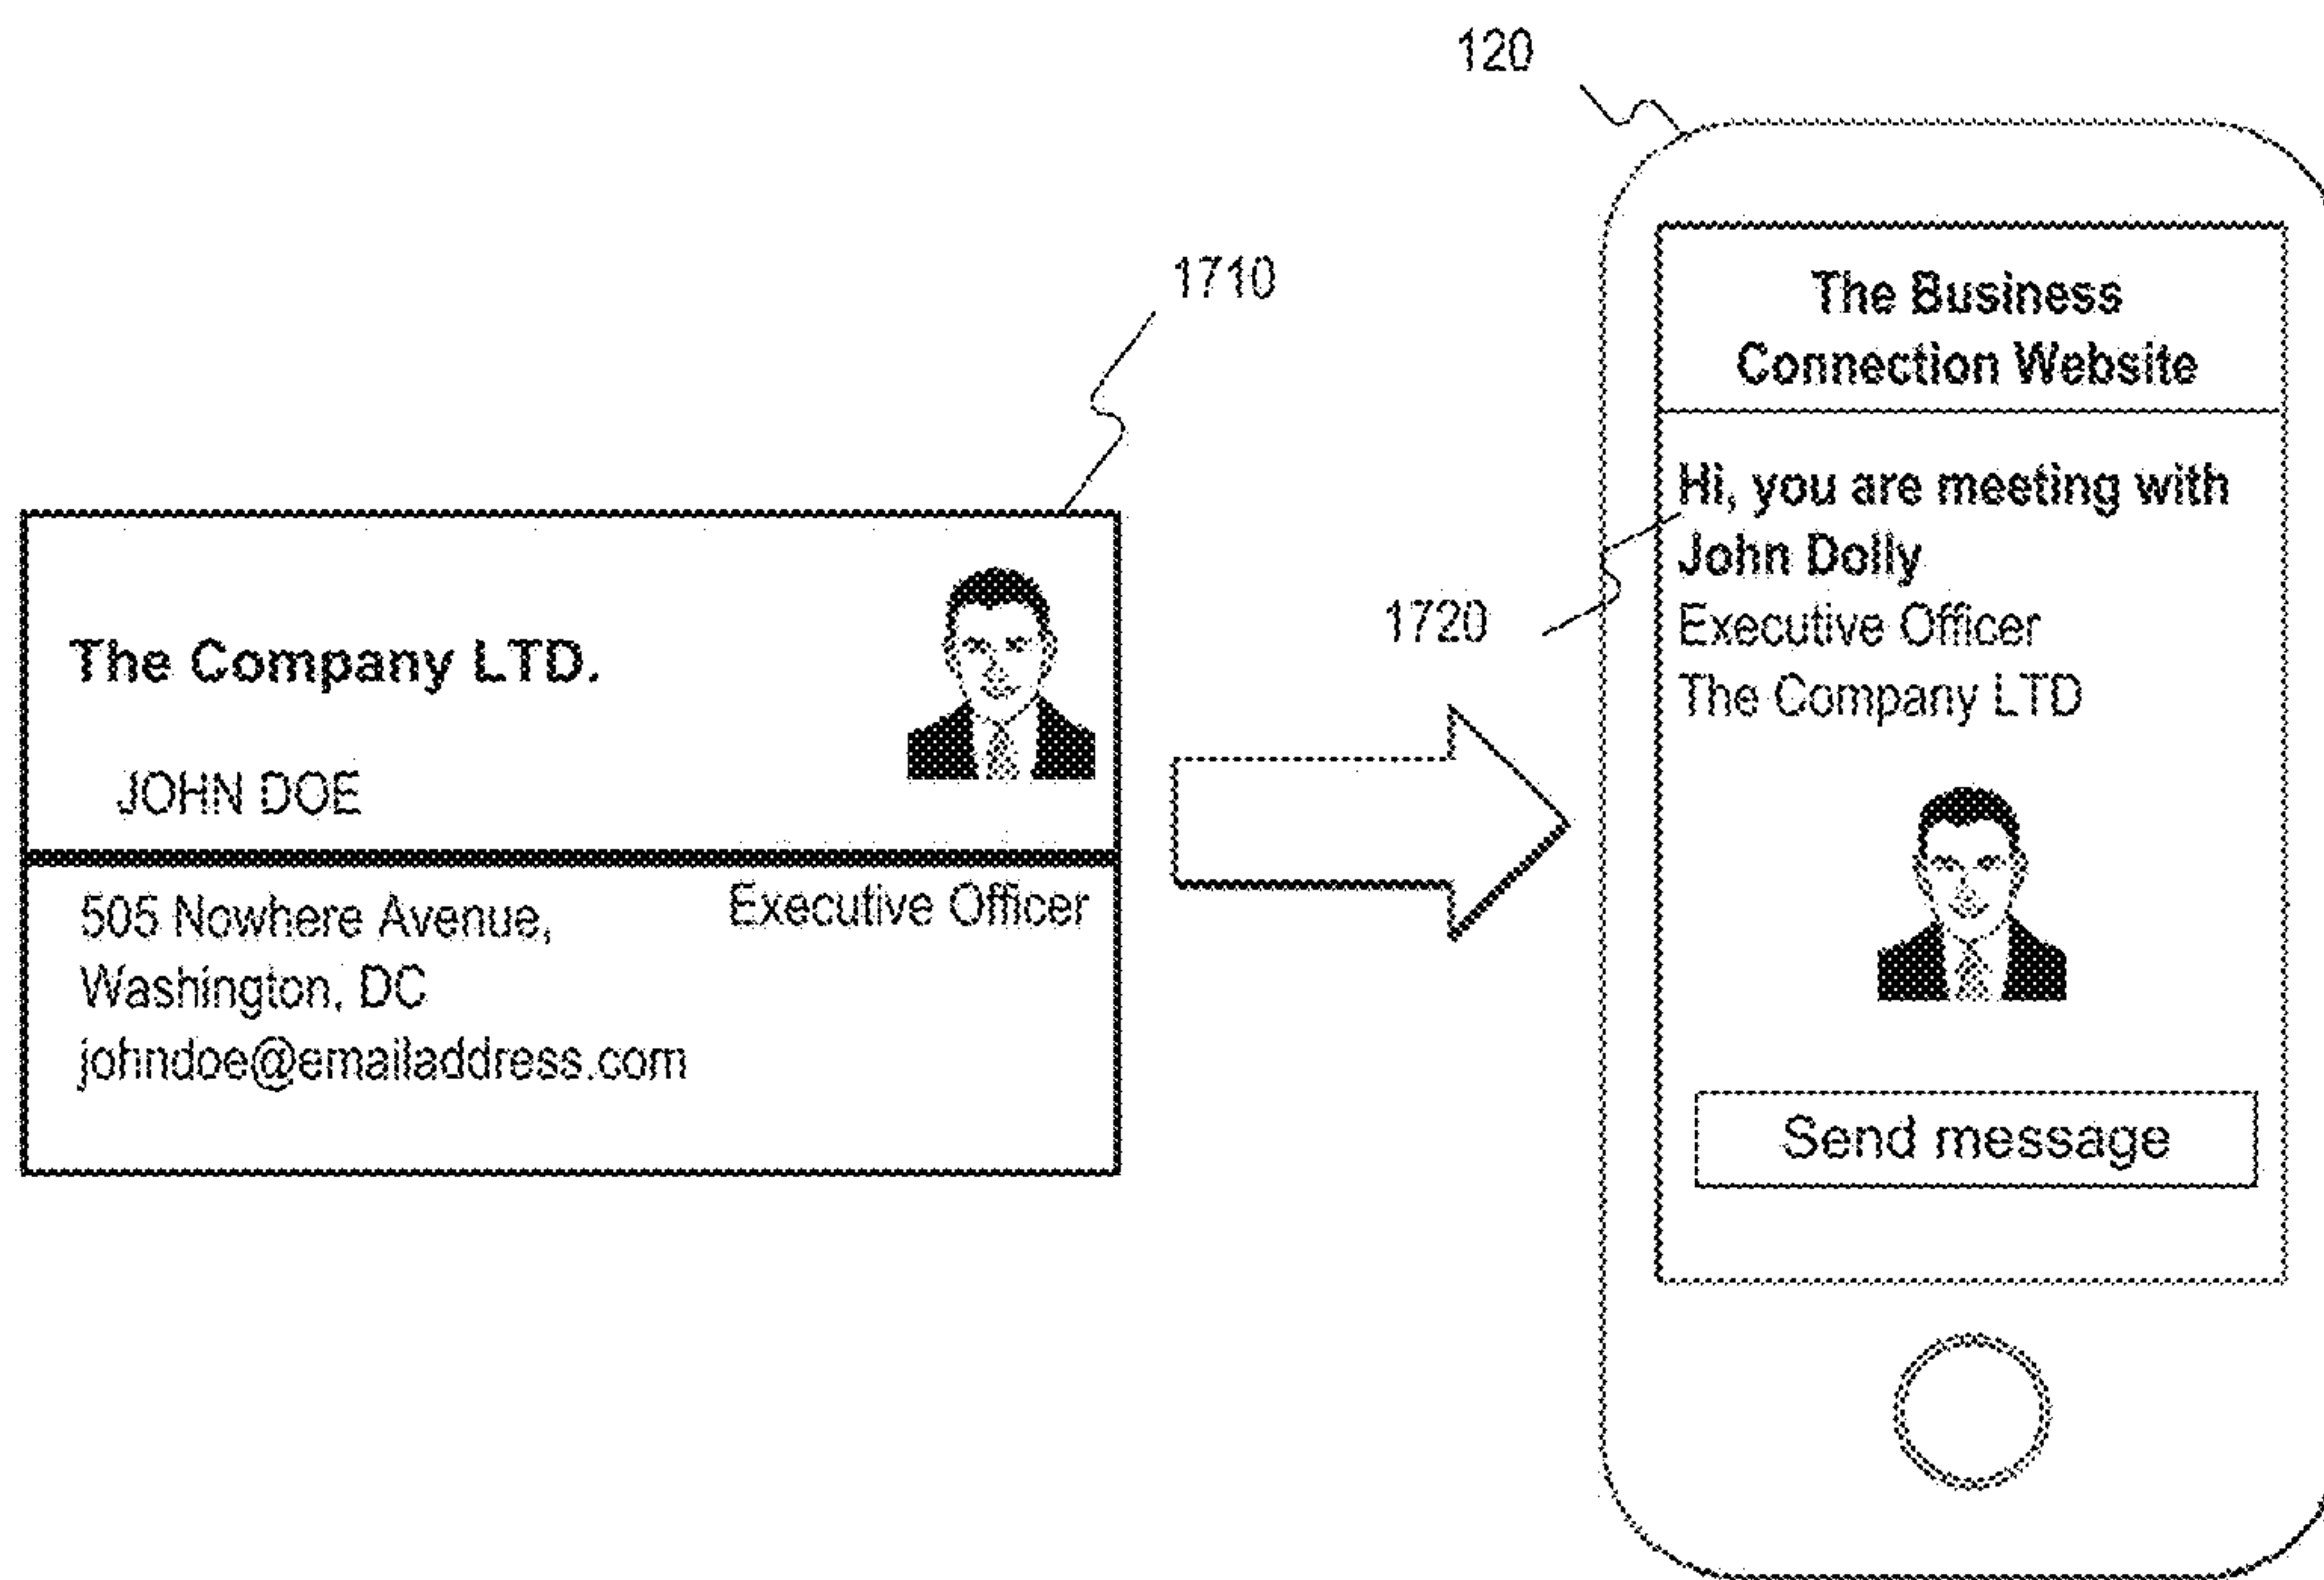 120
1710
The Company LTD.
JOHN DOE
505 Nowhere Avenue,
Executive Officer
Washington, DC
johndoe@emailaddress.com
1720
The Business
Connection Website
Hi, you are meeting with
John Dolly
Executive Officer
The Company LTD
Send message